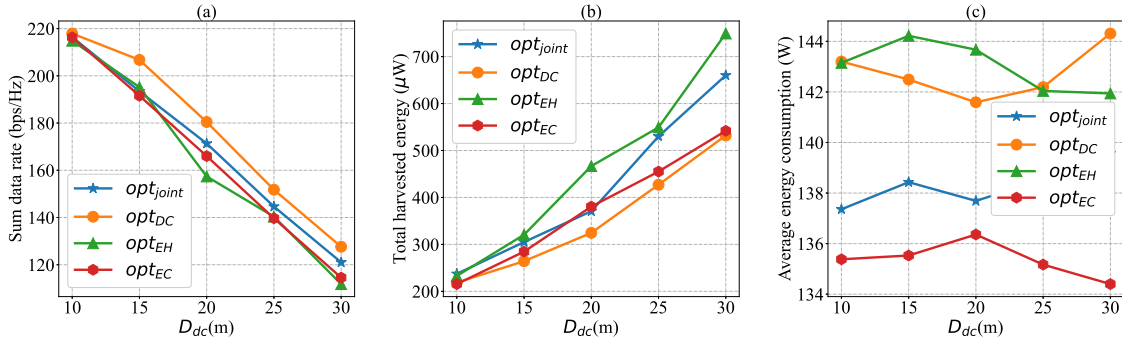 (a)
Sum data rate (bps/Hz)
220
200
180
160
140
120
opt_joint
opt_DC
opt_EH
opt_EC
10 15 20 25 30
D_dc(m)
(b)
Total harvested energy (μW)
700
600
500
400
300
200
opt_joint
opt_DC
opt_EH
opt_EC
10 15 20 25 30
D_dc(m)
(c)
Average energy consumption (W)
144
142
140
138
136
134
opt_joint
opt_DC
opt_EH
opt_EC
10 15 20 25 30
D_dc(m)